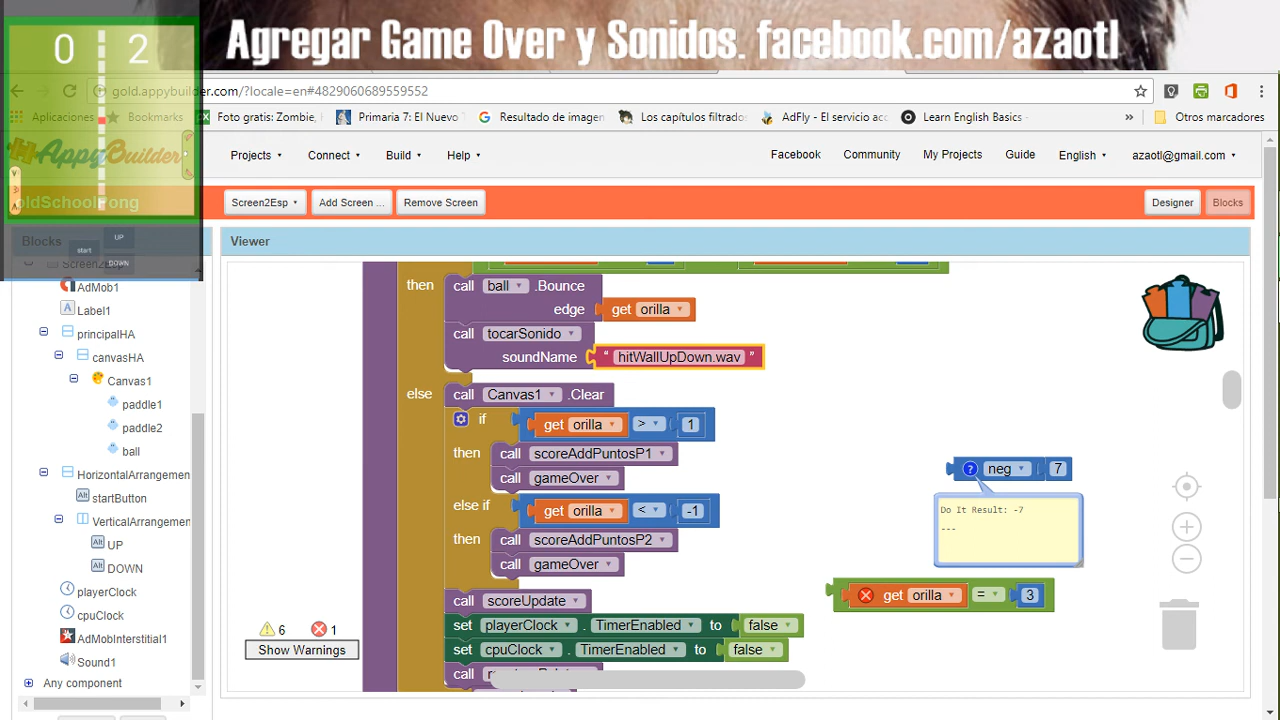 0 2
Agregar Game Over y Sonidos. facebook.com/azaotl
gold.appybuilder.com/?locale=en#4829060689559552
Aplicaciones Bookmarks Foto gratis: Zombie, Primaria 7: El Nuevo Resultado de imagen Los capítulos filtrados AdFly - El servicio acc Learn English Basics - » Otros marcadores
AppyBuilder
Projects Connect Build Help Facebook Community My Projects Guide English azaotl@gmail.com
oldSchoolPong
Screen2Esp Add Screen ... Remove Screen Designer Blocks
start UP DOWN
Blocks
Viewer
Screen2Esp
AdMob1
Label1
principalHA
canvasHA
Canvas1
paddle1
paddle2
ball
HorizontalArrangemen
startButton
VerticalArrangemen
UP
DOWN
playerClock
cpuClock
AdMobInterstitial1
Sound1
Any component
then call ball .Bounce
edge get orilla
call tocarSonido
soundName “ hitWallUpDown.wav ”
else call Canvas1 .Clear
if get orilla > 1
then call scoreAddPuntosP1
call gameOver
else if get orilla < -1
then call scoreAddPuntosP2
call gameOver
call scoreUpdate
set playerClock . TimerEnabled to false
set cpuClock . TimerEnabled to false
call
? neg 7
Do It Result: -7
---
get orilla = 3
6 1
Show Warnings